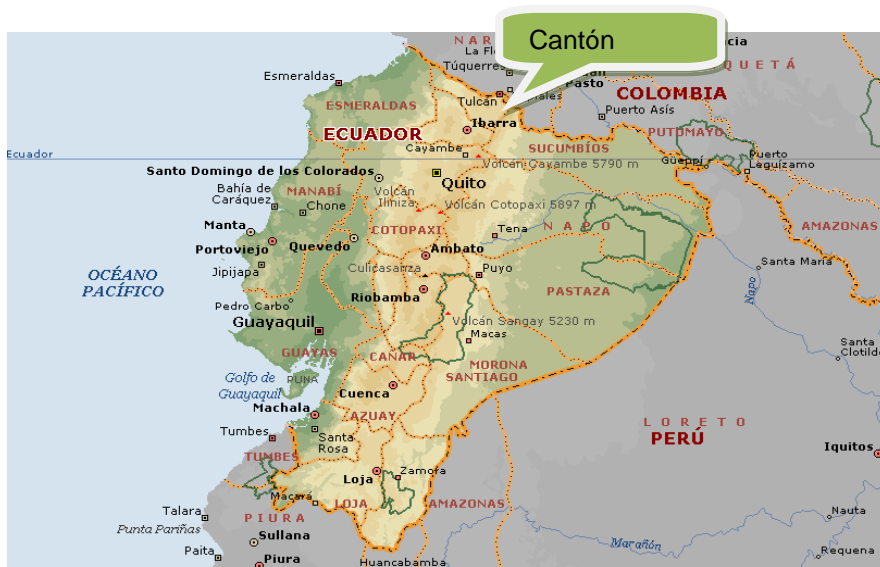 Cantón
Túquerres
Pasto
QUETÁ
Esmeraldas
Tulcán
COLOMBIA
ESMERALDAS
Puerto Asís
Ibarra
ECUADOR
PUTUMAYO
Cayambe
SUCUMBÍOS
Ecuador
Güeppí
Puerto
Leguízamo
Volcán Cayambe 5790 m
Santo Domingo de los Colorados
Quito
Bahía de
Caráquez
MANABÍ
Volcán
Iliniza
Chone
Volcán Cotopaxi 5897 m
Manta
COTOPAXI
Tena
NAPO
AMAZONAS
Portoviejo
Quevedo
Ambato
Jipijapa
Culicasanza
Puyo
Santa María
OCÉANO
PACÍFICO
Napo
Pedro Carbo
Riobamba
PASTAZA
Guayaquil
Volcán Sangay 5230 m
Macas
Santa
Clotilde
GUAYAS
CAÑAR
MORONA
SANTIAGO
Golfo de
Guayaquil
PUNÁ
Cuenca
Machala
AZUAY
Tumbes
Santa
Rosa
LORETO
PERÚ
TUMBES
Iquitos
Loja
Zamora
Macará
LOJA
AMAZONAS
Talara
PIURA
Nauta
Punta Pariñas
Sullana
Marañón
Paita
Requena
Piura
Huancabamba